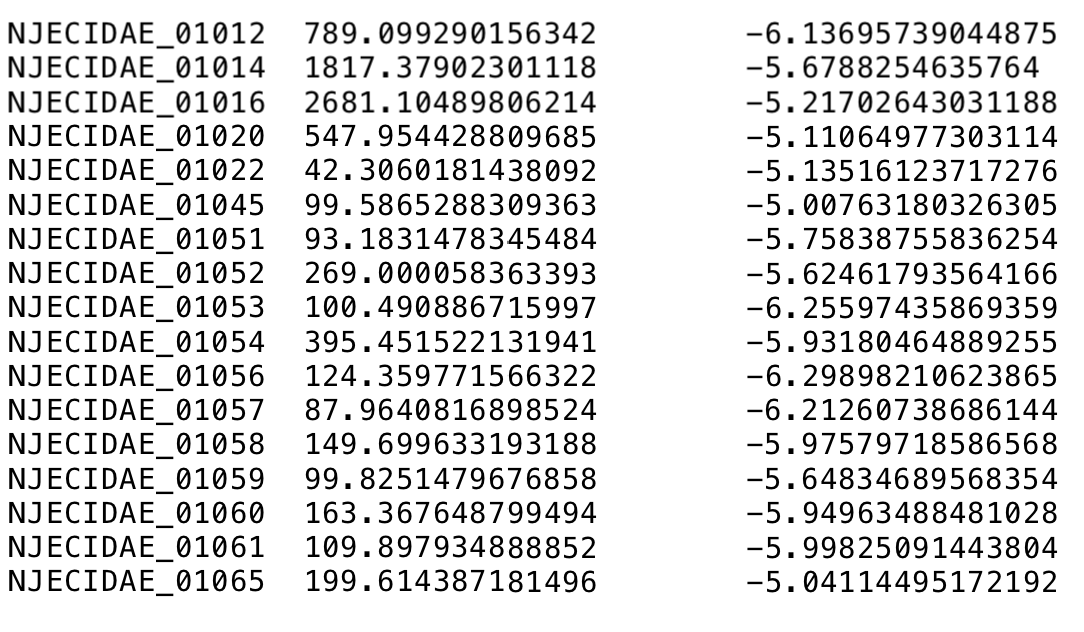 NJECIDAE_01012 789.099290156342 -6.13695739044875
NJECIDAE_01014 1817.37902301118 -5.6788254635764
NJECIDAE_01016 2681.10489806214 -5.21702643031188
NJECIDAE_01020 547.954428809685 -5.11064977303114
NJECIDAE_01022 42.3060181438092 -5.13516123717276
NJECIDAE_01045 99.5865288309363 -5.00763180326305
NJECIDAE_01051 93.1831478345484 -5.75838755836254
NJECIDAE_01052 269.000058363393 -5.62461793564166
NJECIDAE_01053 100.490886715997 -6.25597435869359
NJECIDAE_01054 395.451522131941 -5.93180464889255
NJECIDAE_01056 124.359771566322 -6.29898210623865
NJECIDAE_01057 87.9640816898524 -6.21260738686144
NJECIDAE_01058 149.699633193188 -5.97579718586568
NJECIDAE_01059 99.8251479676858 -5.64834689568354
NJECIDAE_01060 163.367648799494 -5.94963488481028
NJECIDAE_01061 109.897934888852 -5.99825091443804
NJECIDAE_01065 199.614387181496 -5.04114495172192